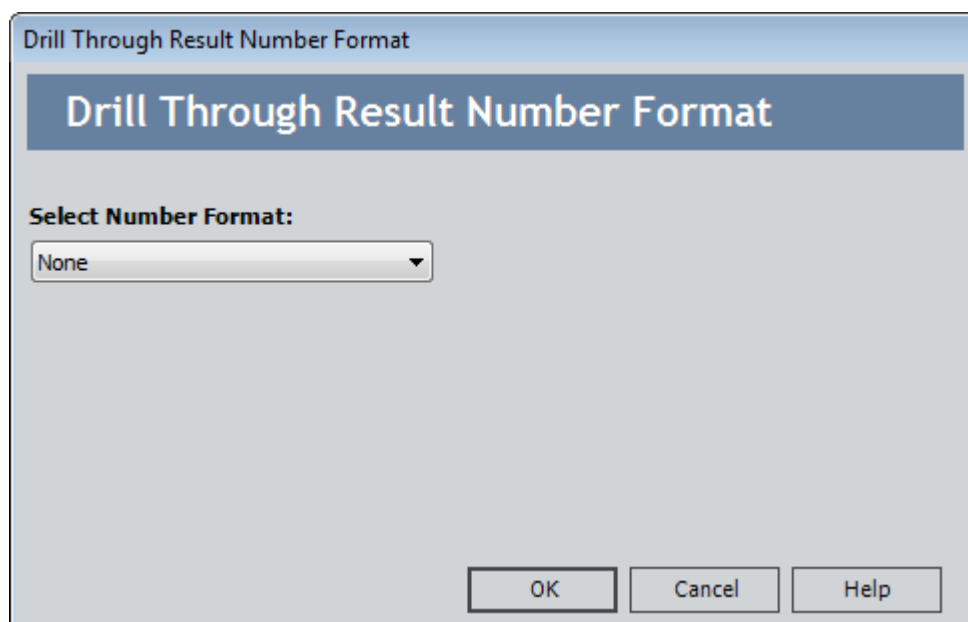 Drill Through Result Number Format
Drill Through Result Number Format
Select Number Format:
None
OK Cancel Help